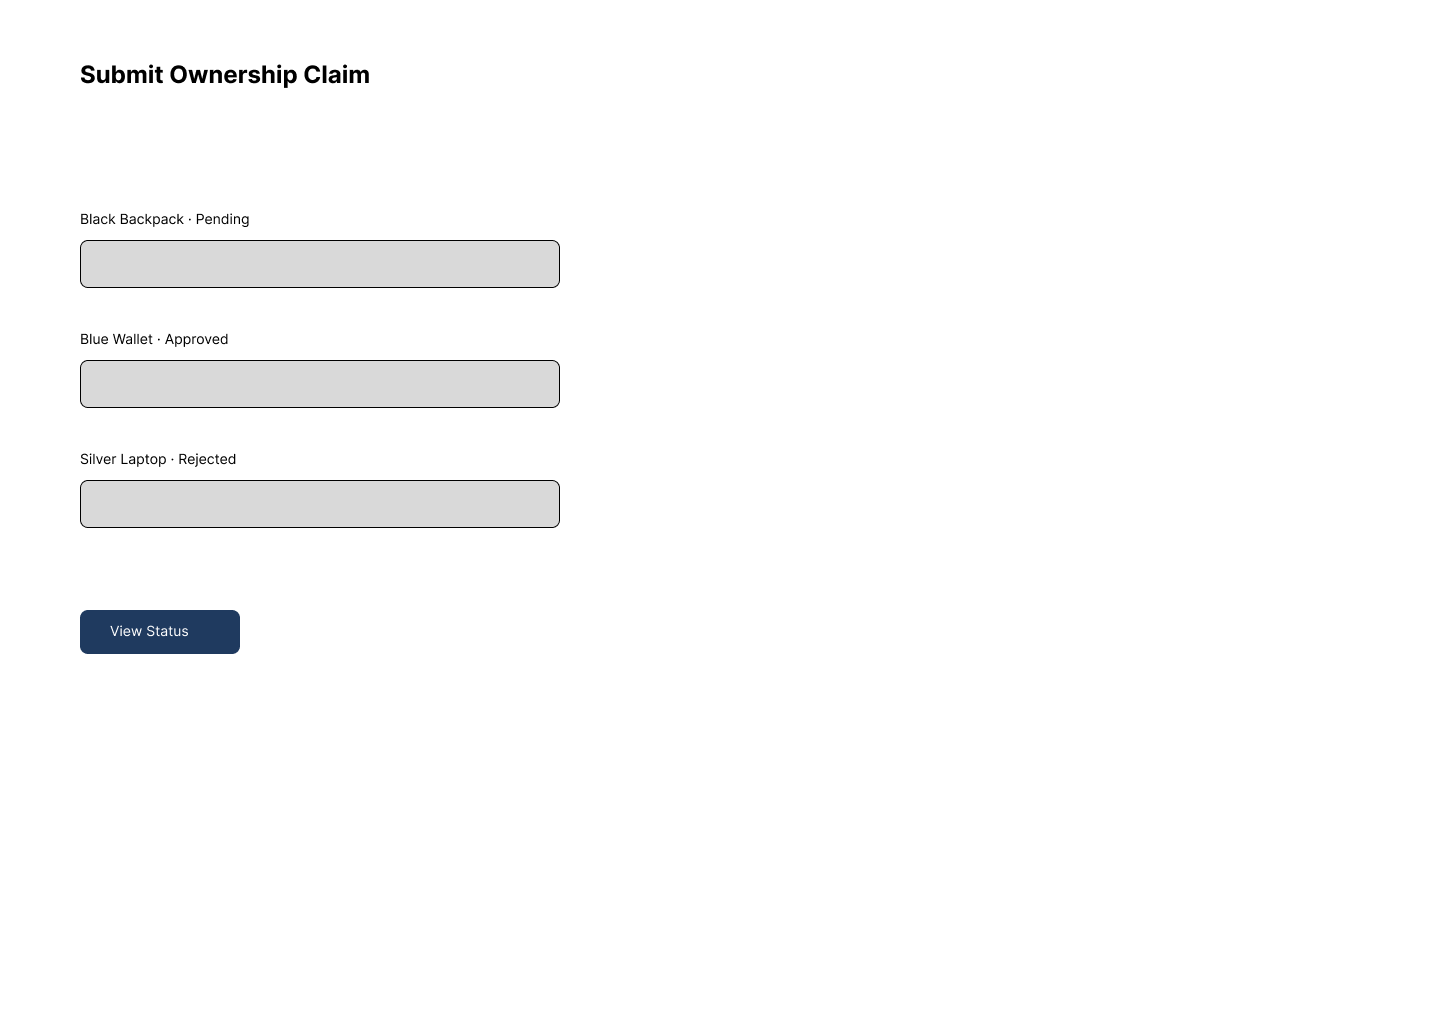 Submit Ownership Claim
Black Backpack · Pending
Blue Wallet · Approved
Silver Laptop · Rejected
View Status